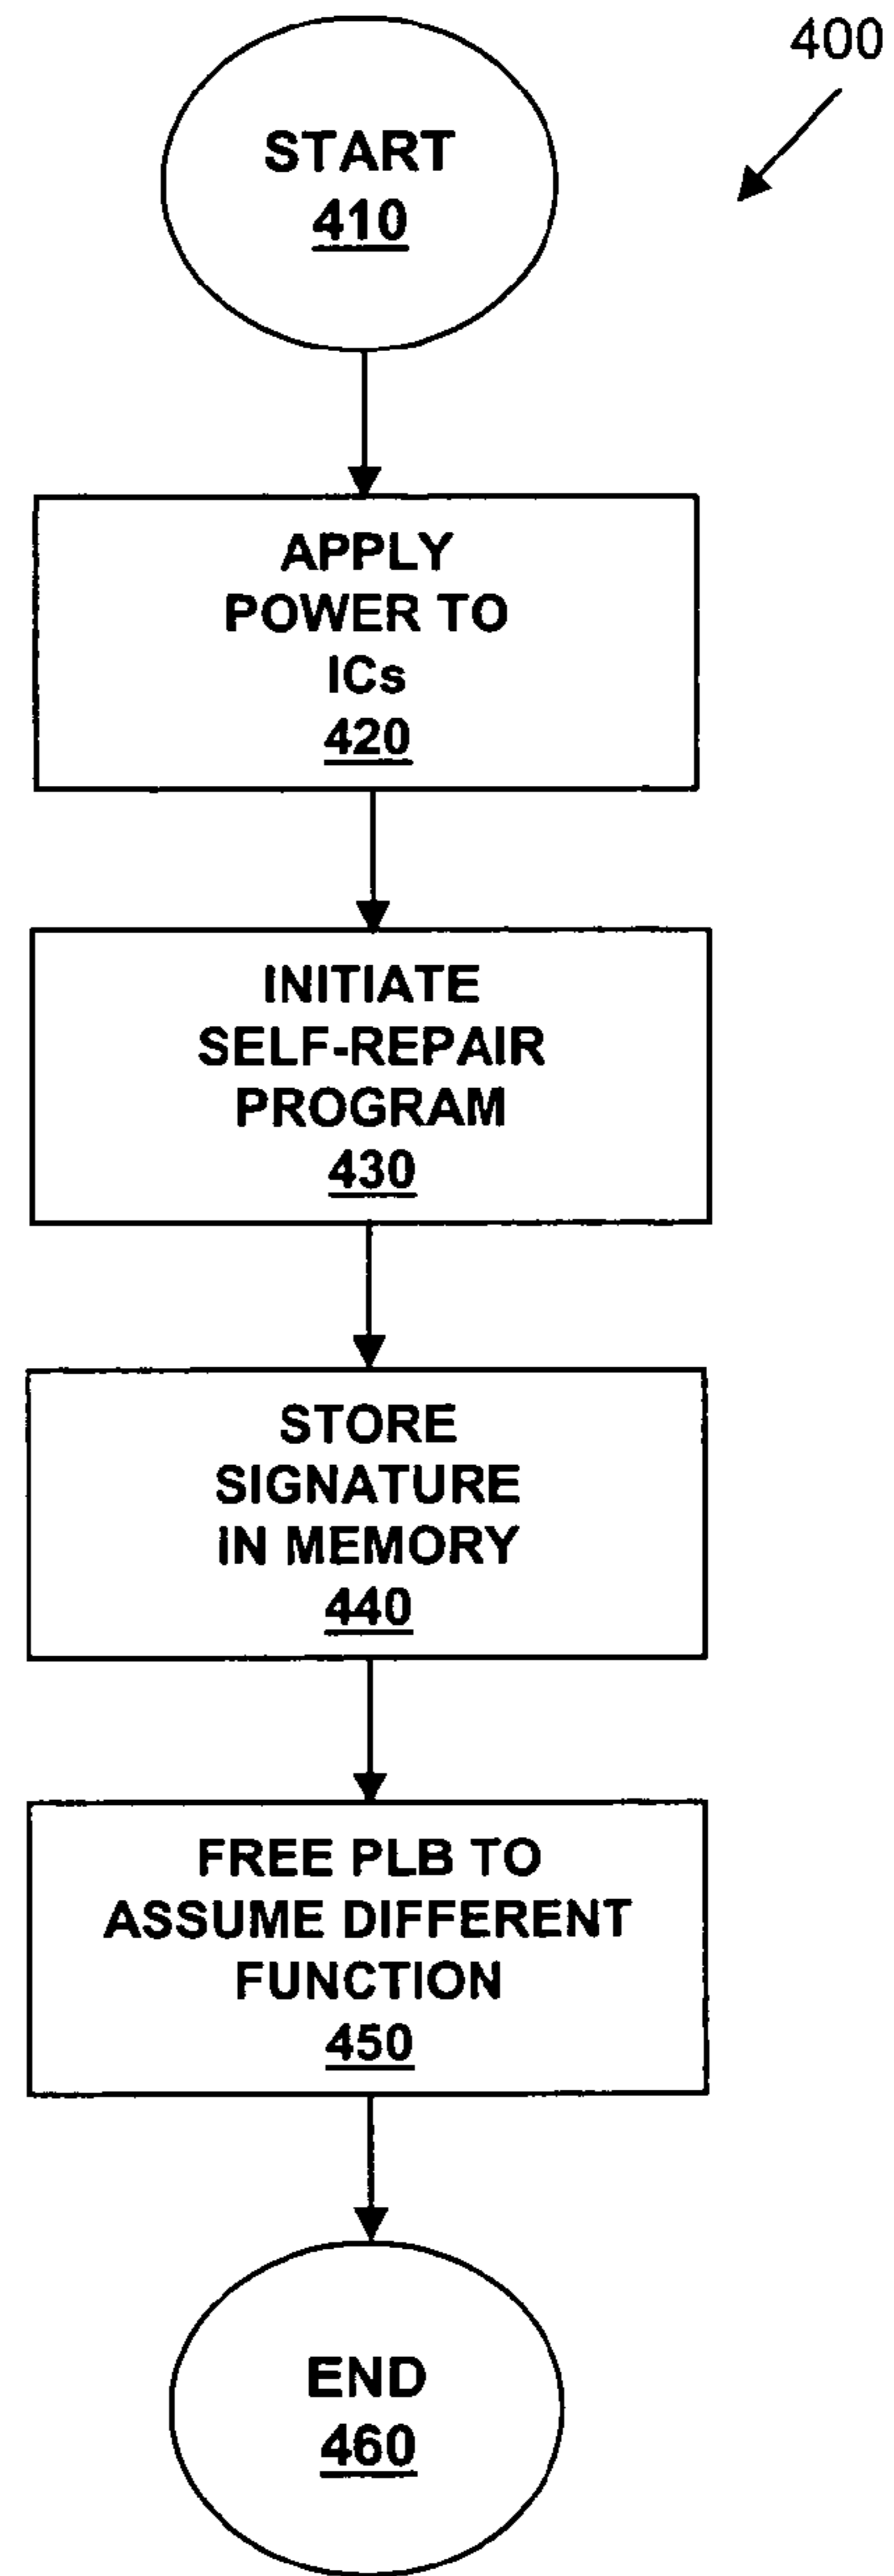 400
START
410
APPLY
POWER TO
ICs
420
INITIATE
SELF-REPAIR
PROGRAM
430
STORE
SIGNATURE
IN MEMORY
440
FREE PLB TO
ASSUME DIFFERENT
FUNCTION
450
END
460